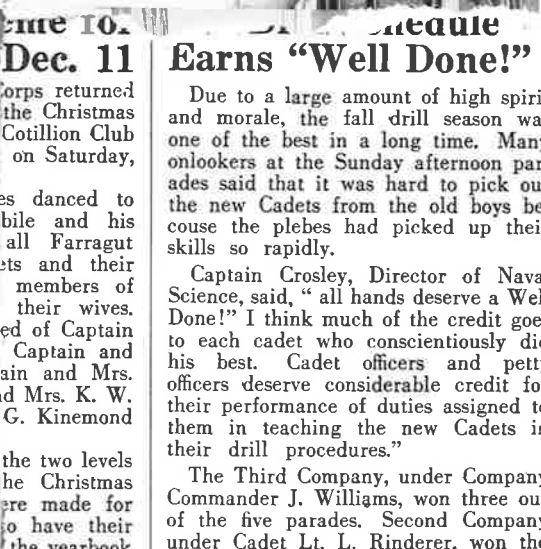 Dec. 11
orps returned
the Christmas
Cotillion Club
on Saturday,
es danced to
bile and his
all Farragut
ets and their
members of
their wives.
ed of Captain
Captain and
ain and Mrs.
d Mrs. K. W.
G. Kinemond
the two levels
he Christmas
ere made for
o have their
the yearbook
Earns “Well Done!”
Due to a large amount of high spiri
and morale, the fall drill season wa
one of the best in a long time. Man
onlookers at the Sunday afternoon par
ades said that it was hard to pick ou
the new Cadets from the old boys be
couse the plebes had picked up thei
skills so rapidly.
Captain Crosley, Director of Nava
Science, said, “ all hands deserve a Wel
Done!” I think much of the credit goe
to each cadet who conscientiously di
his best. Cadet officers and pett
officers deserve considerable credit fo
their performance of duties assigned t
them in teaching the new Cadets i
their drill procedures.”
The Third Company, under Compan
Commander J. Williams, won three ou
of the five parades. Second Compan
under Cadet Lt. L. Rinderer, won the